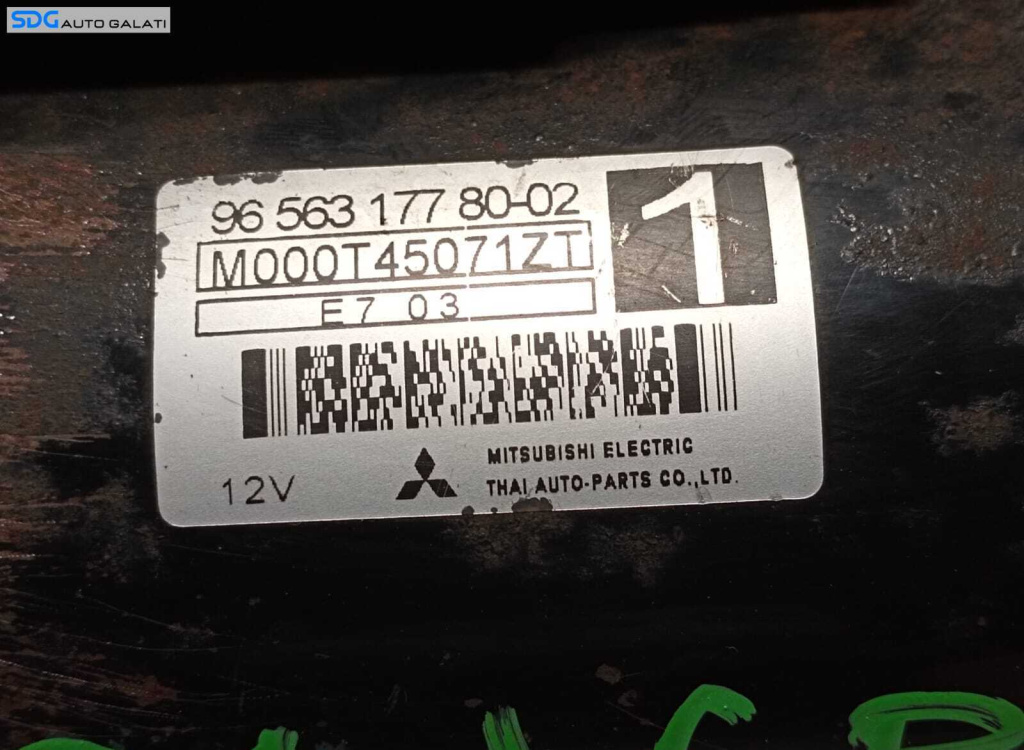 SDG AUTO GALATI
96 563 177 80-02
1
M000T45071ZT
E7 03
12V
MITSUBISHI ELECTRIC
THAI AUTO-PARTS CO.,LTD.